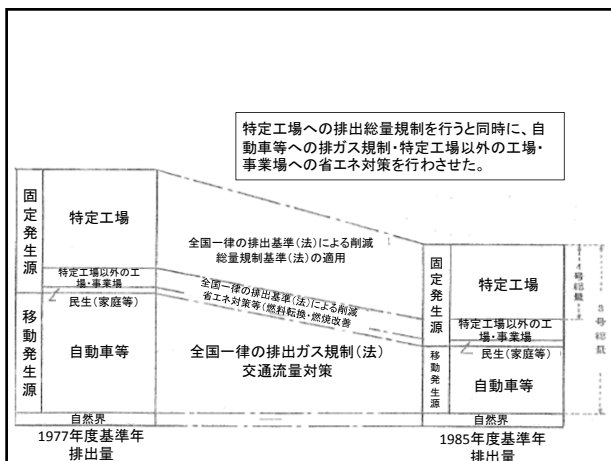 特定工場への排出総量規制を行うと同時に、自
動車等への排ガス規制・特定工場以外の工場・
事業場への省エネ対策を行わせた。
固定発生源
特定工場
特定工場以外の工
場・事業場
民生(家庭等)
移動発生源
自動車等
自然界
1977年度基準年
排出量
全国一律の排出基準(法)による削減
総量規制基準(法)の適用
全国一律の排出基準(法)による削減
省エネ対策等(燃料転換・燃焼改善
全国一律の排出ガス規制(法)
交通流量対策
固定発生源
特定工場
特定工場以外の工
場・事業場
民生(家庭等)
移動発生源
自動車等
自然界
1985年度基準年
排出量
4号総量
3号総量